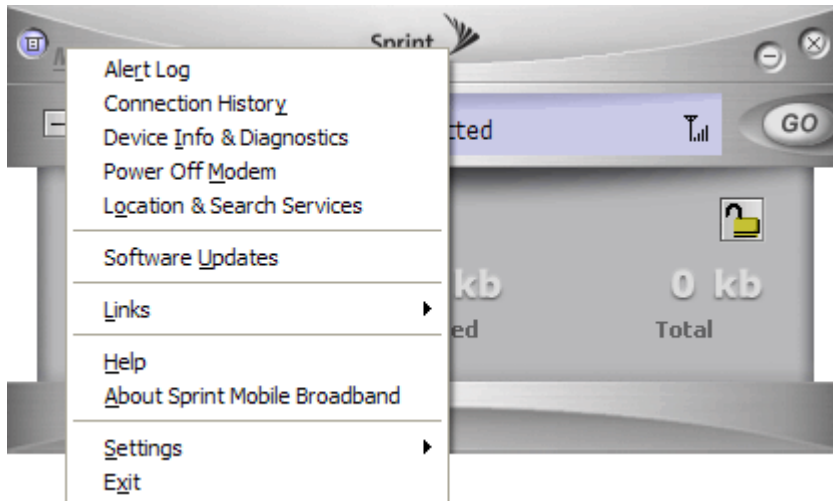 Sprint
M
Alert Log
Connection History
cted
GO
Device Info & Diagnostics
Power Off Modem
Location & Search Services
Software Updates
kb
0 kb
Links
ed
Total
Help
About Sprint Mobile Broadband
Settings
Exit